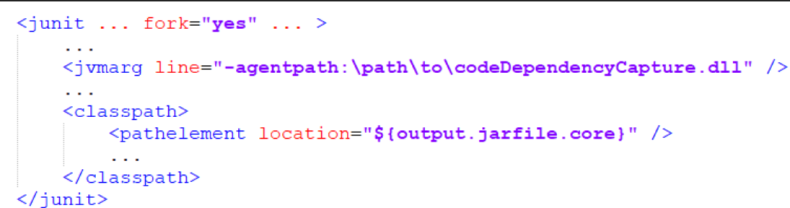 <junit ... fork="yes" ... >
...
<jvmarg line="-agentpath:\path\to\codeDependencyCapture.dll" />
...
<classpath>
<pathelement location="${output.jarfile.core}" />
...
</classpath>
</junit>